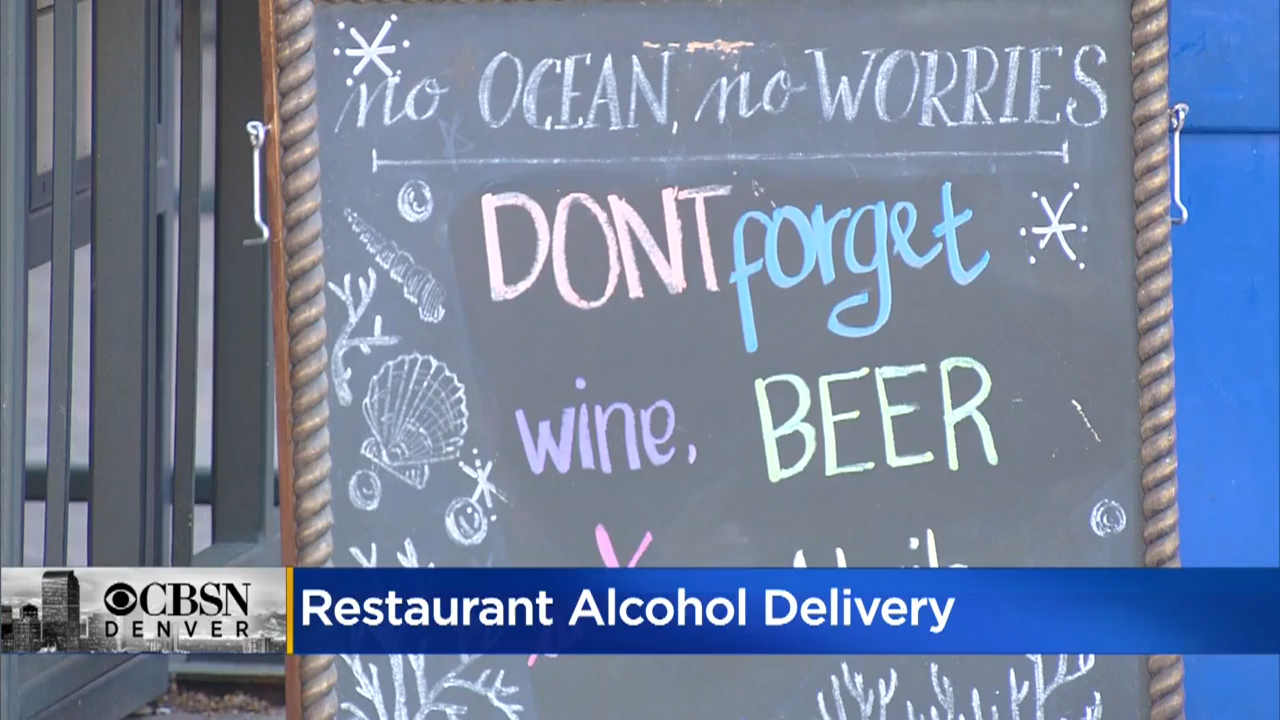 no OCEAN, no WORRIES
DONT forget
wine, BEER
CBSN
DENVER
Restaurant Alcohol Delivery